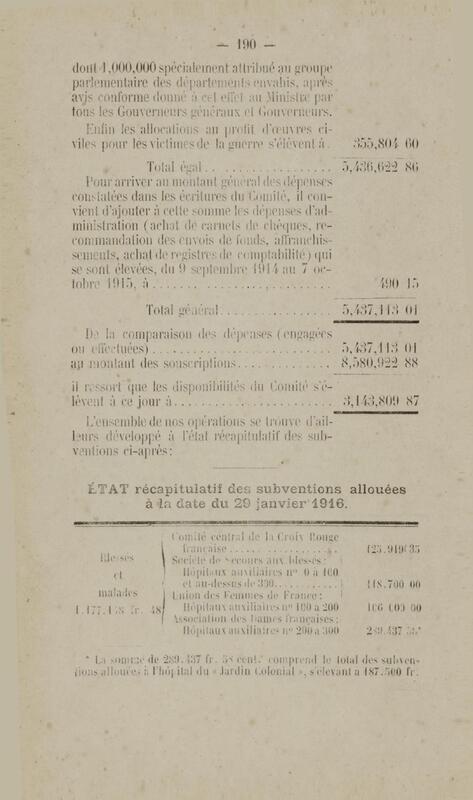 — 190 —
dont 1,000,000 spécialement attribué au groupe
parlementaire des départements envahis, après
avis conforme donné à cet effet au Ministre par
tous les Gouverneurs généraux et Gouverneurs.
Enfin les allocations au profit d'œuvres ci-
viles pour les victimes de la guerre s'élèvent à. 355,804 60
Total égal.................. 5,436,622 86
Pour arriver au montant général des dépenses
constatées dans les écritures du Comité, il con-
vient d'ajouter à cette somme les dépenses d'ad-
ministration (achat de carnets de chèques, re-
commandation des envois de fonds, affranchis-
sements, achat de registres de comptabilité) qui
se sont élevées, du 9 septembre 1914 au 7 oc-
tobre 1915, à........................... 490 15
Total général................ 5,437,113 01
De la comparaison des dépenses (engagées
ou effectuées)......................... 5,437,113 01
au montant des souscriptions............. 8,580,922 88
il ressort que les disponibilités du Comité s'é-
lèvent à ce jour à....................... 3,143,809 87
L'ensemble de nos opérations se trouve d'ail-
leurs développé à l'état récapitulatif des sub-
ventions ci-après:
ÉTAT récapitulatif des subventions allouées
à la date du 29 janvier 1916.
Comité central de la Croix Rouge
française................
Blessés
et
malades
Société de Secours aux blessés:
Hôpitaux auxiliaires nos 0 à 100
et au-dessus de 300........... 118.700 00
Union des Femmes de France:
Hôpitaux auxiliaires nos 100 à 200
Association des Dames françaises:
Hôpitaux auxiliaires nos 200 à 300 289.437 58*
* La somme de 289.437 fr. 58 cent. comprend le total des subven-
tions allouées à l'hôpital du « Jardin Colonial », s'élevant à 187.500 fr.